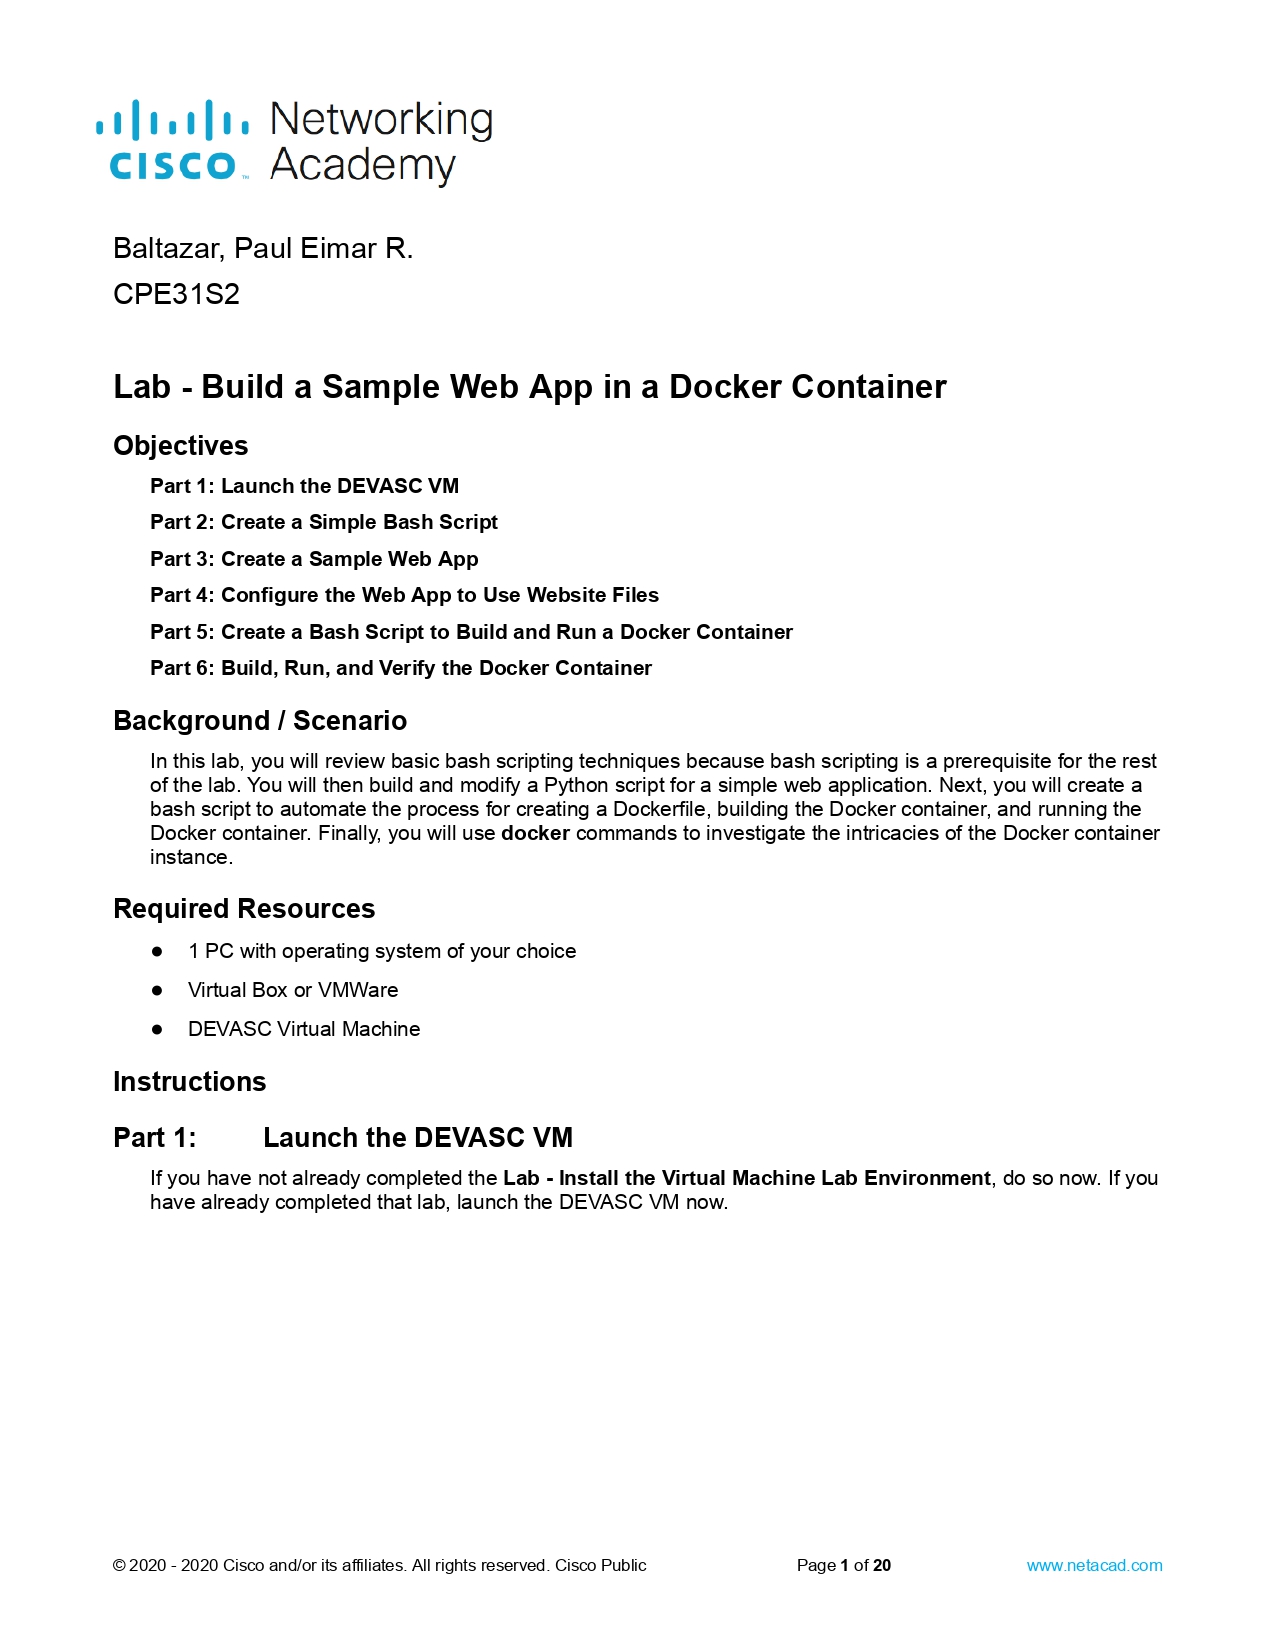 Networking
CISCO™ Academy
Baltazar, Paul Eimar R.
CPE31S2
Lab - Build a Sample Web App in a Docker Container
Objectives
Part 1: Launch the DEVASC VM
Part 2: Create a Simple Bash Script
Part 3: Create a Sample Web App
Part 4: Configure the Web App to Use Website Files
Part 5: Create a Bash Script to Build and Run a Docker Container
Part 6: Build, Run, and Verify the Docker Container
Background / Scenario
In this lab, you will review basic bash scripting techniques because bash scripting is a prerequisite for the rest
of the lab. You will then build and modify a Python script for a simple web application. Next, you will create a
bash script to automate the process for creating a Dockerfile, building the Docker container, and running the
Docker container. Finally, you will use docker commands to investigate the intricacies of the Docker container
instance.
Required Resources
● 1 PC with operating system of your choice
● Virtual Box or VMWare
● DEVASC Virtual Machine
Instructions
Part 1: Launch the DEVASC VM
If you have not already completed the Lab - Install the Virtual Machine Lab Environment, do so now. If you
have already completed that lab, launch the DEVASC VM now.
© 2020 - 2020 Cisco and/or its affiliates. All rights reserved. Cisco Public Page 1 of 20 www.netacad.com